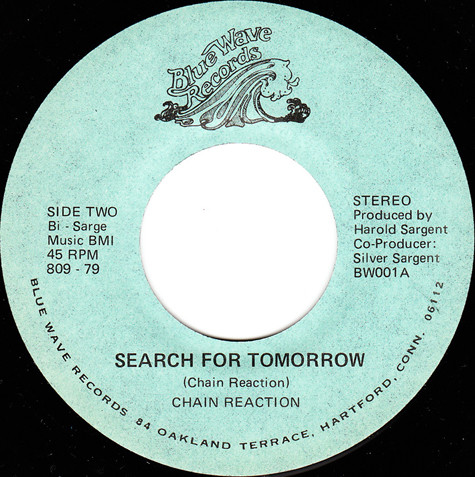 Blue Wave
Records
SIDE TWO
Bi - Sarge
Music BMI
45 RPM
809 - 79
STEREO
Produced by
Harold Sargent
Co-Producer:
Silver Sargent
BW001A
SEARCH FOR TOMORROW
(Chain Reaction)
CHAIN REACTION
BLUE WAVE RECORDS 84 OAKLAND TERRACE, HARTFORD, CONN. 06112